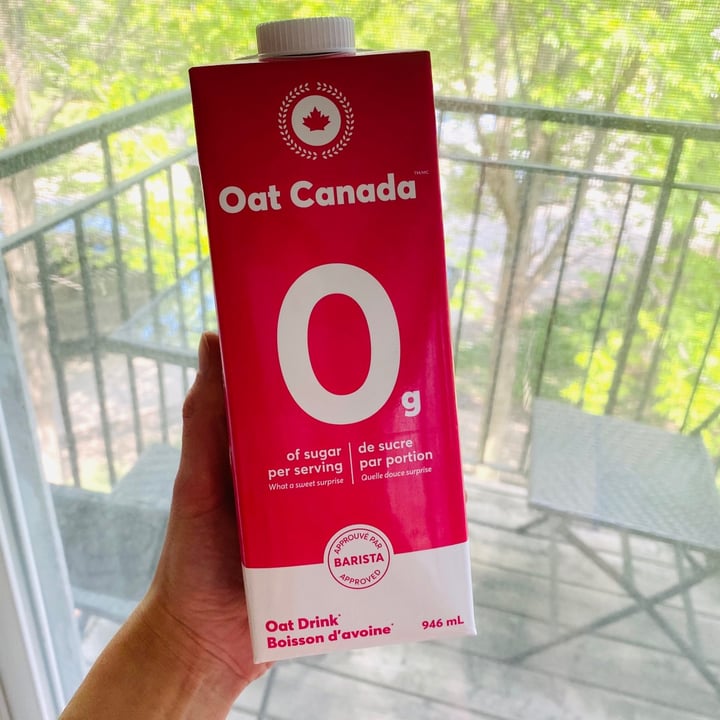 Oat Canada
TM/MC
0
g
of sugar
per serving
What a sweet surprise
de sucre
par portion
Quelle douce surprise
APPROUVÉ PAR
BARISTA
APPROVED
Oat Drink*
Boisson d'avoine*
946 mL